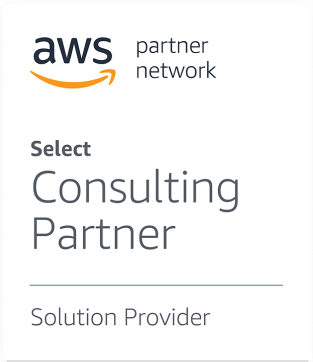 aws partner
network
Select
Consulting
Partner
Solution Provider